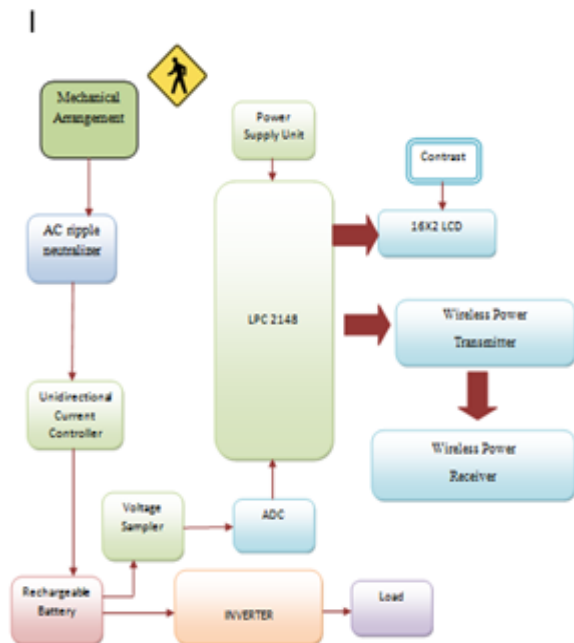 I
Mechanical
Arrangement
Power
Supply Unit
Contrast
AC ripple
neutralizer
16X2 LCD
LPC 2148
Wireless Power
Transmitter
Unidirectional
Current
Controller
Wireless Power
Receiver
Voltage
Sampler
ADC
Rechargeable
Battery
INVERTER
Load